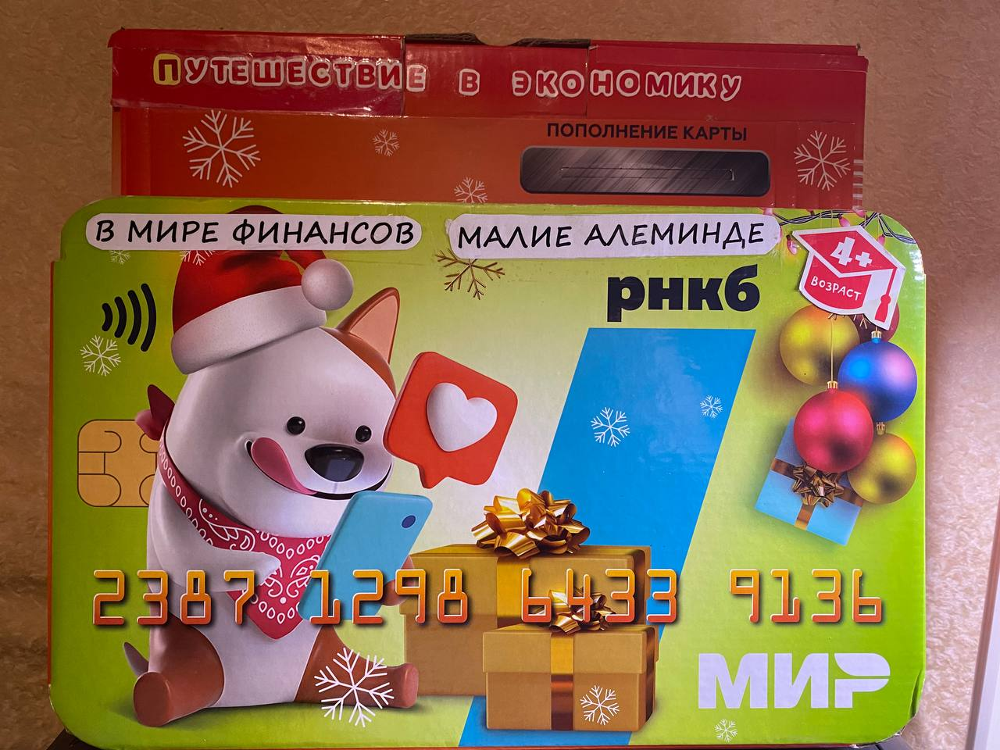 ПУТЕШЕСТВИЕ В ЭКОНОМИКУ
ПОПОЛНЕНИЕ КАРТЫ
В МИРЕ ФИНАНСОВ
МАЛИЕ АЛЕМИНДЕ
4+
ВОЗРАСТ
рнкб
2387 1298 6433 9136
МИР